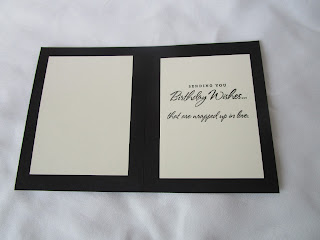 SENDING YOU
Birthday Wishes...
that are wrapped up in love.